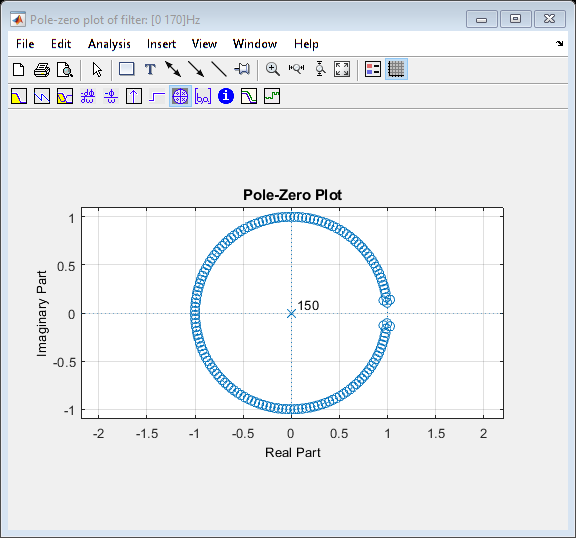 Pole-zero plot of filter: [0 170]Hz
File Edit Analysis Insert View Window Help
Pole-Zero Plot
150
Imaginary Part
1
0.5
0
-0.5
-1
-2 -1.5 -1 -0.5 0 0.5 1 1.5 2
Real Part